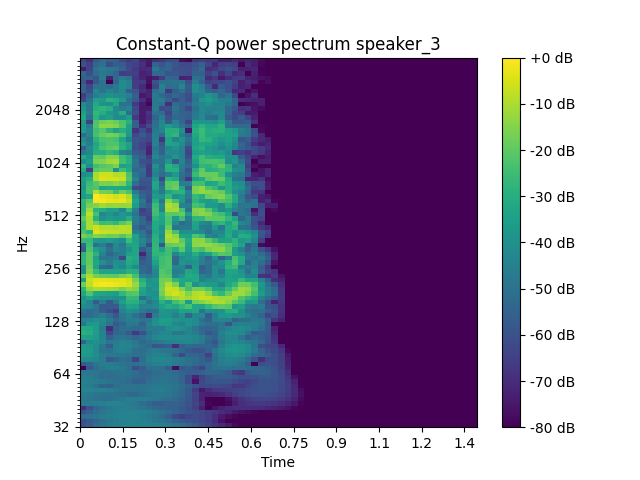 Constant-Q power spectrum speaker_3
Hz
2048
1024
512
256
128
64
32
0 0.15 0.3 0.45 0.6 0.75 0.9 1.1 1.2 1.4
Time
+0 dB
-10 dB
-20 dB
-30 dB
-40 dB
-50 dB
-60 dB
-70 dB
-80 dB